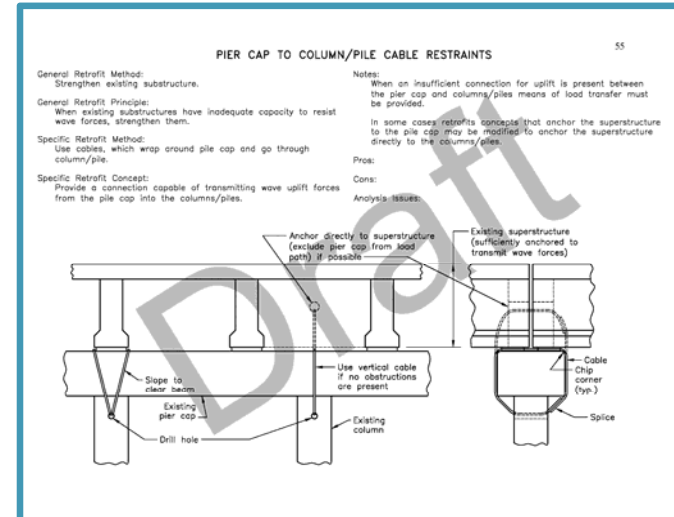 55
PIER CAP TO COLUMN/PILE CABLE RESTRAINTS
General Retrofit Method:
Strengthen existing substructure.
General Retrofit Principle:
When existing substructures have inadequate capacity to resist
wave forces, strengthen them.
Specific Retrofit Method:
Use cables, which wrap around pile cap and go through
column/pile.
Specific Retrofit Concept:
Provide a connection capable of transmitting wave uplift forces
from the pile cap into the columns/piles.
Notes:
When an insufficient connection for uplift is present between
the pier cap and columns/piles means of load transfer must
be provided.
In some cases retrofits concepts that anchor the superstructure
to the pile cap may be modified to anchor the superstructure
directly to the columns/piles.
Pros:
Cons:
Analysis Issues:
Draft
Anchor directly to superstructure
(exclude pier cap from load
path) if possible
Existing superstructure
(sufficiently anchored to
transmit wave forces)
Slope to
clear beam
Use vertical cable
if no obstructions
are present
Cable
Chip
corner
(typ.)
Existing
pier cap
Drill hole
Existing
column
Splice